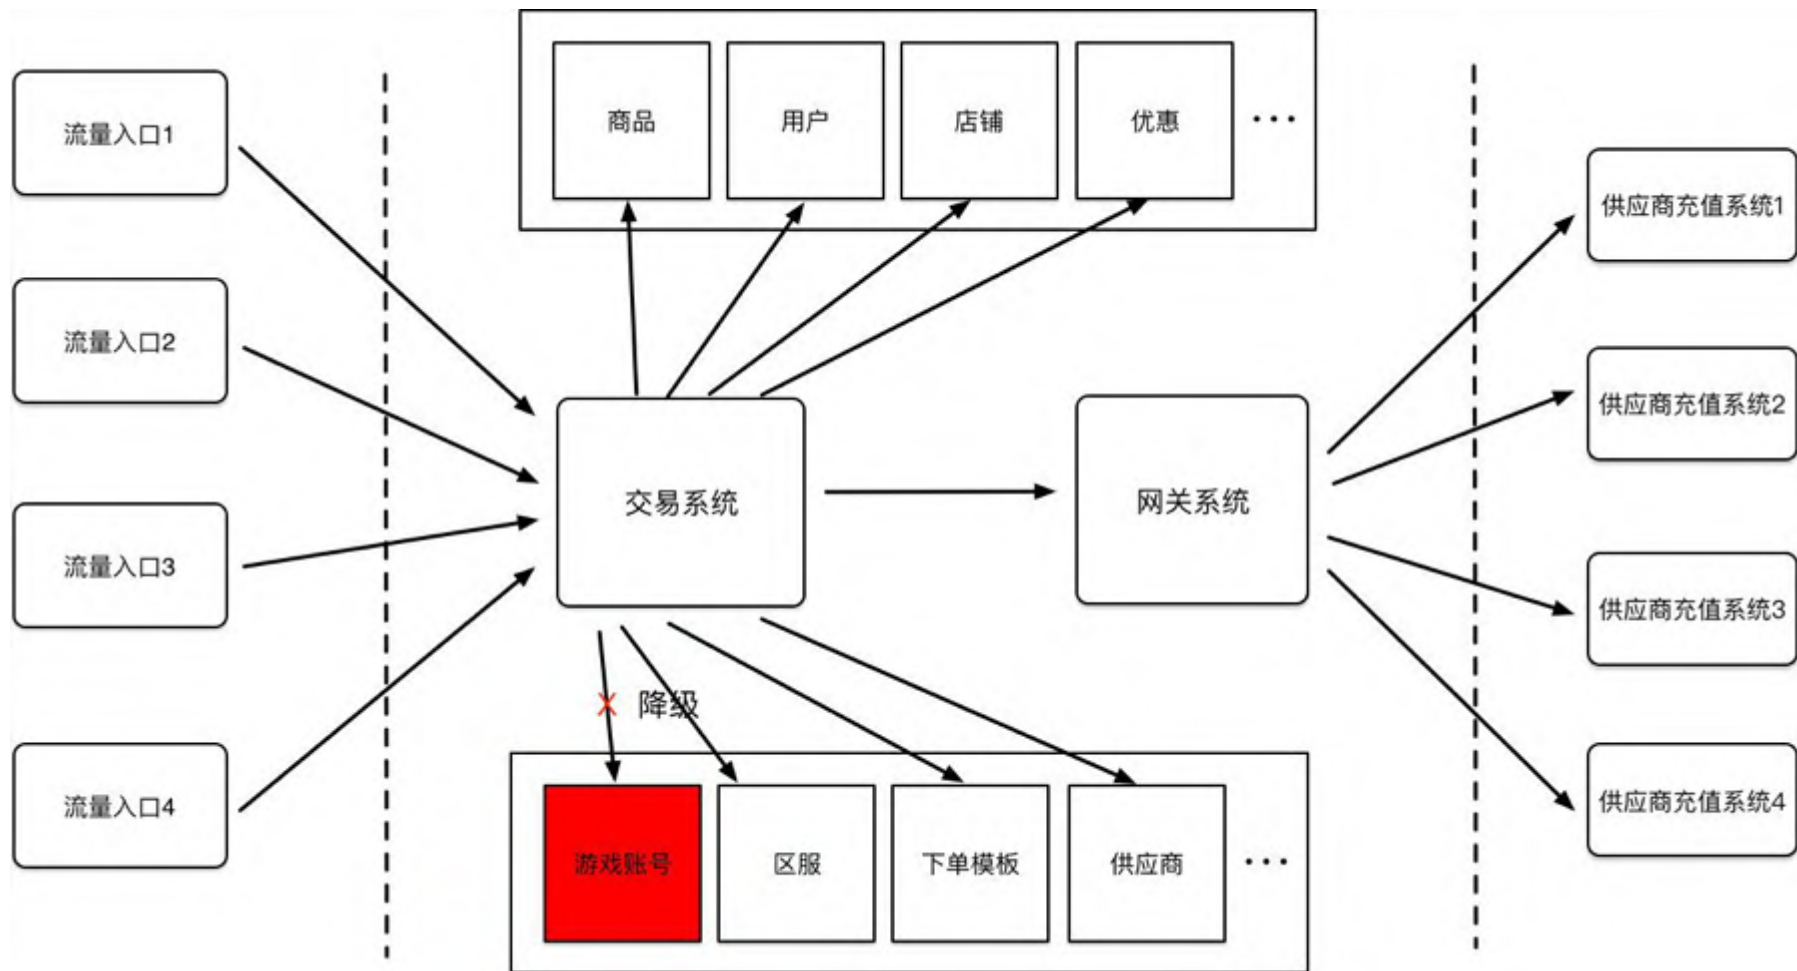 商品
用户
店铺
优惠
...
流量入口1
流量入口2
流量入口3
流量入口4
交易系统
网关系统
供应商充值系统1
供应商充值系统2
供应商充值系统3
供应商充值系统4
X 降级
游戏账号
区服
下单模板
供应商
...